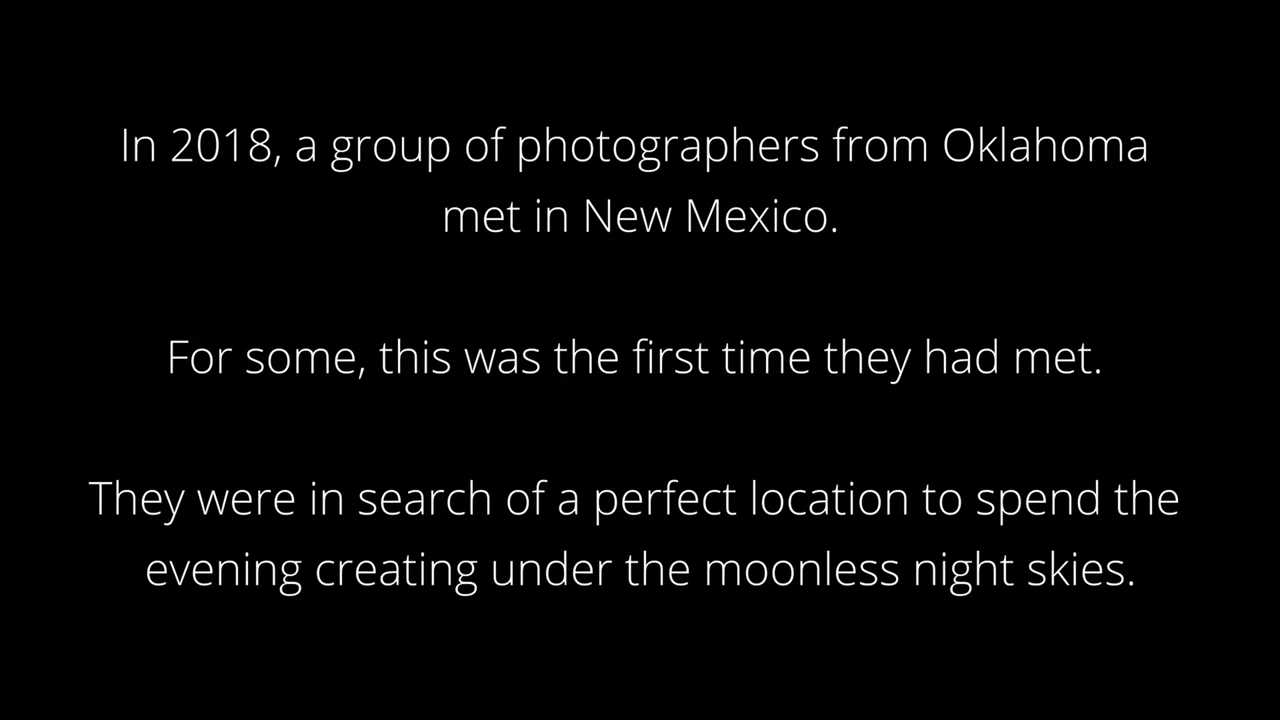 In 2018, a group of photographers from Oklahoma
met in New Mexico.
For some, this was the first time they had met.
They were in search of a perfect location to spend the
evening creating under the moonless night skies.